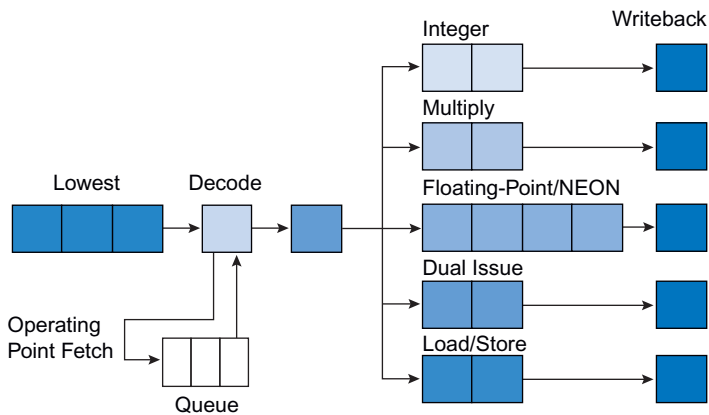 Integer
Writeback
Multiply
Lowest
Decode
Floating-Point/NEON
Dual Issue
Operating
Point Fetch
Load/Store
Queue